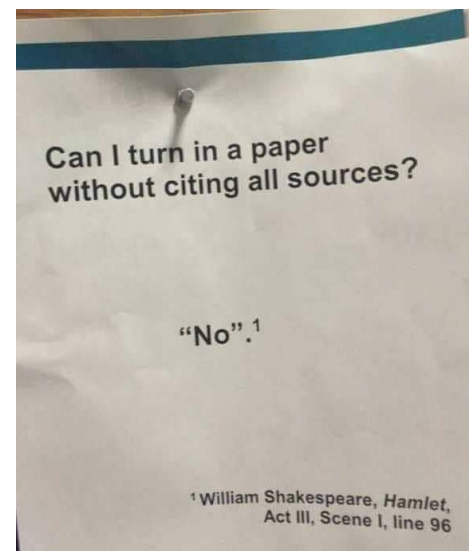 Can I turn in a paper
without citing all sources?
“No”.¹
¹ William Shakespeare, Hamlet,
Act III, Scene I, line 96